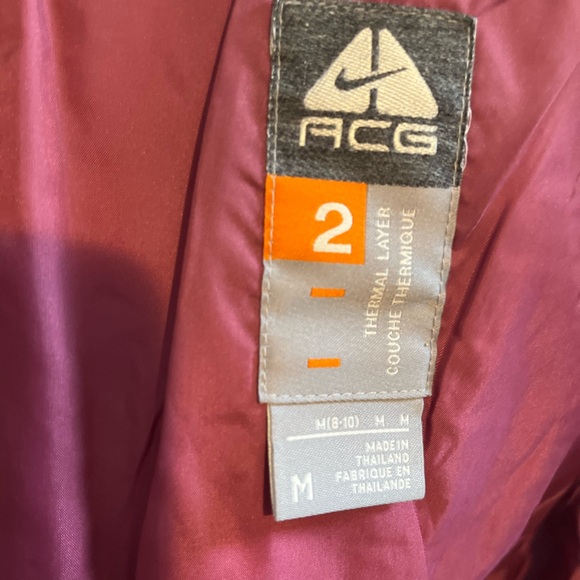 ACG
2
THERMAL LAYER
COUCHE THERMIQUE
M(8-10) M M
M
MADE IN
THAILAND
FABRIQUE EN
THAILANDE